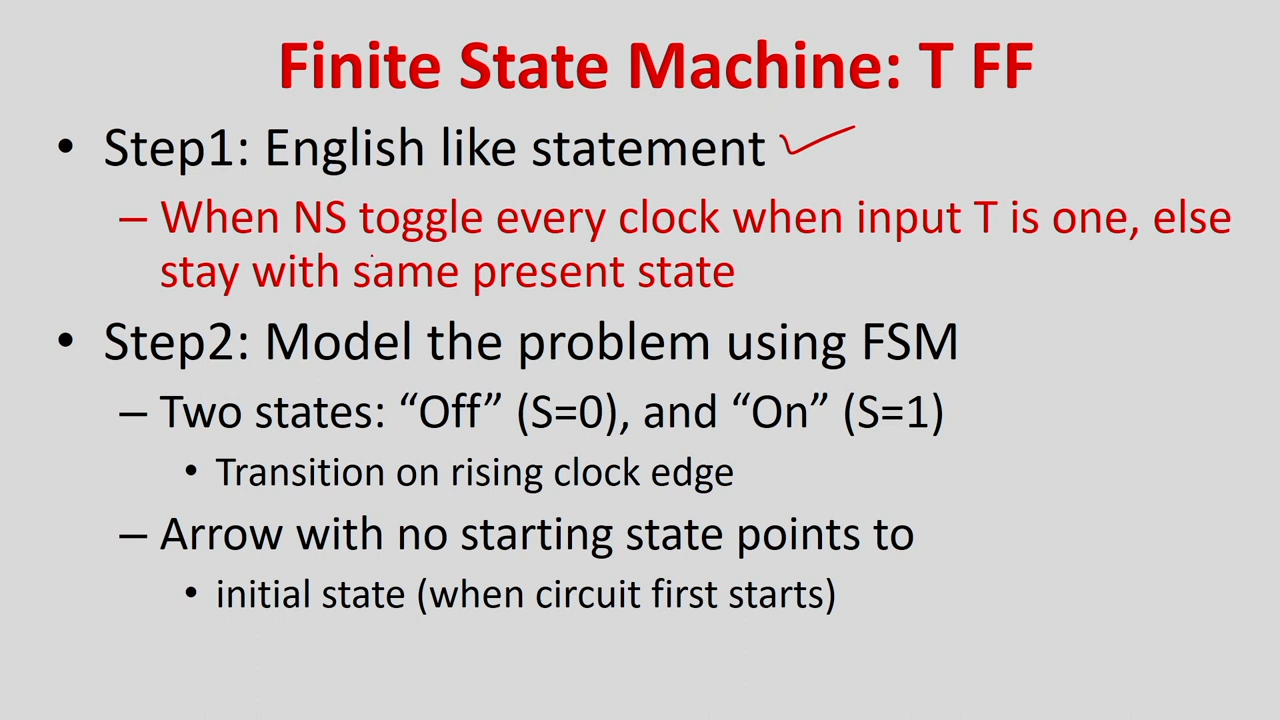 Finite State Machine: T FF
• Step1: English like statement
– When NS toggle every clock when input T is one, else
stay with same present state
• Step2: Model the problem using FSM
– Two states: “Off” (S=0), and “On” (S=1)
• Transition on rising clock edge
– Arrow with no starting state points to
• initial state (when circuit first starts)